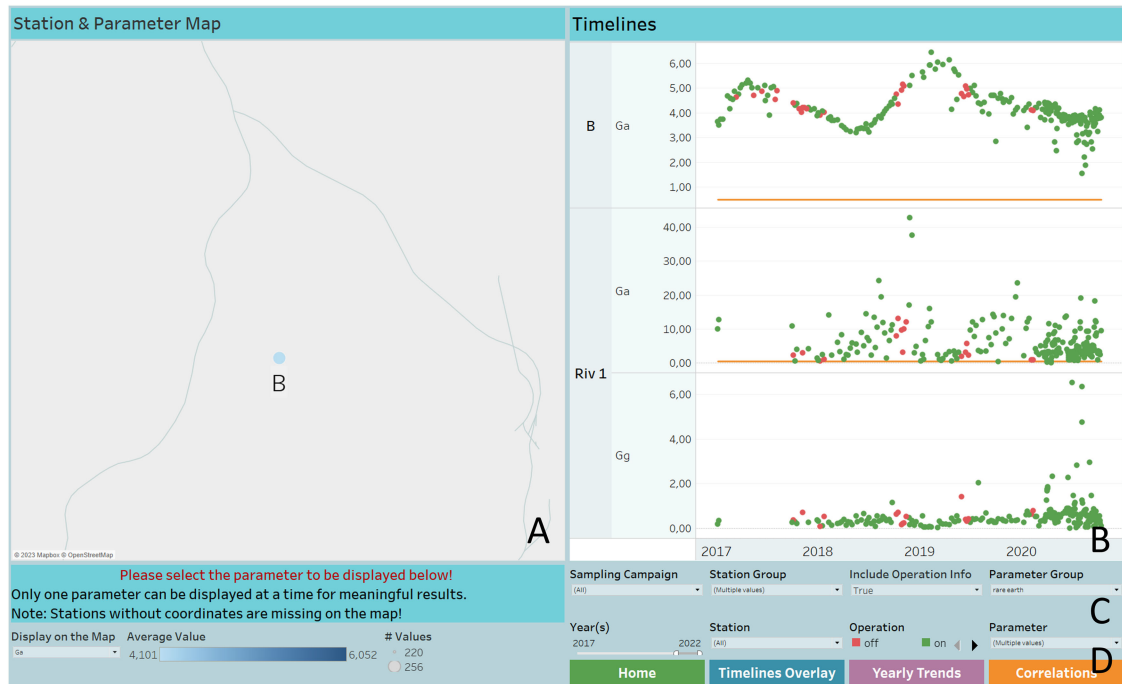 Station & Parameter Map
B
A
© 2023 Mapbox © OpenStreetMap
Please select the parameter to be displayed below!
Only one parameter can be displayed at a time for meaningful results.
Note: Stations without coordinates are missing on the map!
Display on the Map Average Value # Values
Ga 4,101 6,052 220
256
Timelines
B Ga
6,00
5,00
4,00
3,00
2,00
1,00
Riv 1
Ga
40,00
30,00
20,00
10,00
0,00
Gg
6,00
4,00
2,00
0,00
B
2017 2018 2019 2020
Sampling Campaign Station Group Include Operation Info Parameter Group
(All) (Multiple values) True rare earth
C
Year(s) Station Operation Parameter
2017 2022 (All) off on (Multiple values)
D
Home Timelines Overlay Yearly Trends Correlations